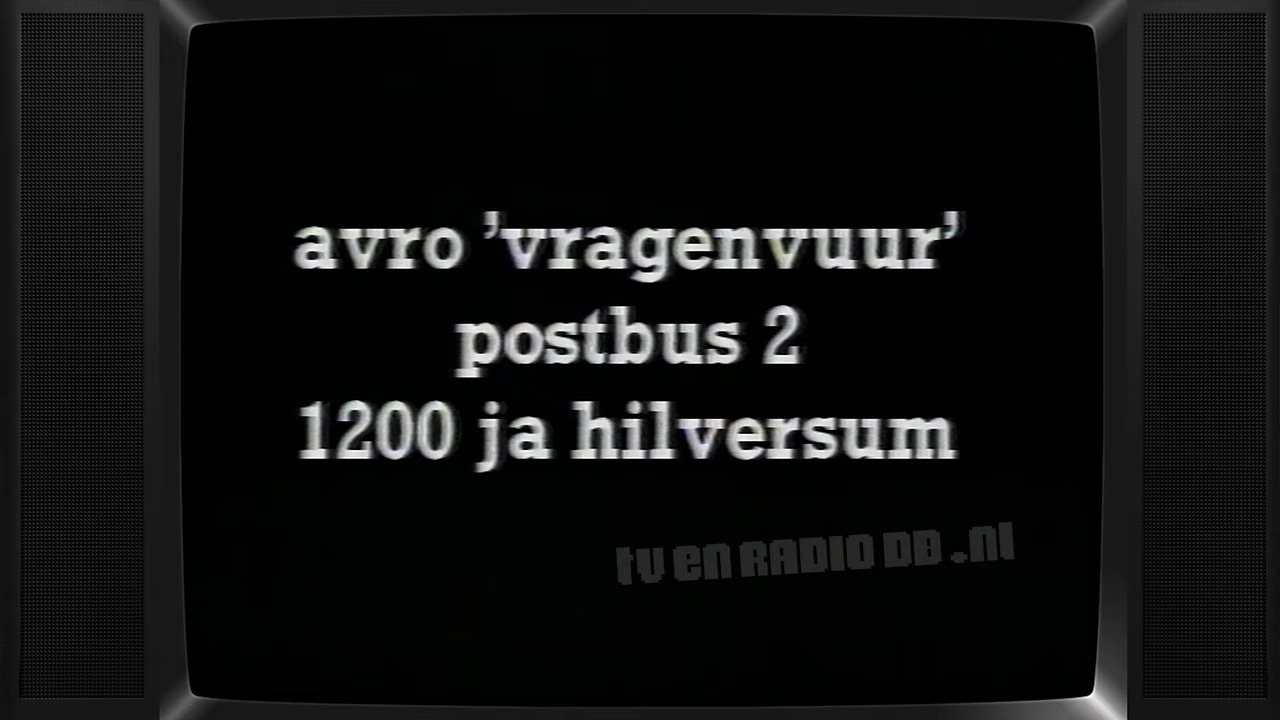 avro 'vragenvuur'
postbus 2
1200 ja hilversum
tv en RADIO DB .nl